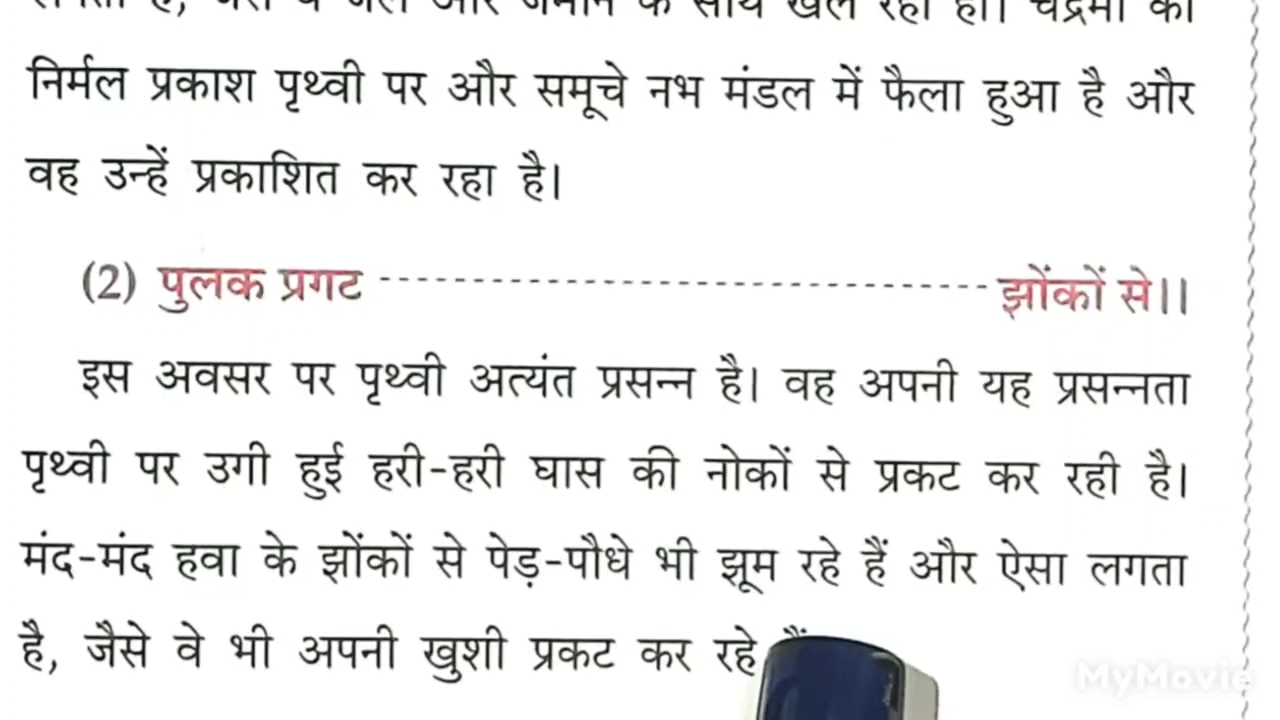 निर्मल प्रकाश पृथ्वी पर और समूचे नभ मंडल में फैला हुआ है और
वह उन्हें प्रकाशित कर रहा है।
(2) पुलक प्रगट ------------------------------------ झोंकों से।।
इस अवसर पर पृथ्वी अत्यंत प्रसन्न है। वह अपनी यह प्रसन्नता
पृथ्वी पर उगी हुई हरी-हरी घास की नोकों से प्रकट कर रही है।
मंद-मंद हवा के झोंकों से पेड़-पौधे भी झूम रहे हैं और ऐसा लगता
है, जैसे वे भी अपनी खुशी प्रकट कर रहे
MyMovie